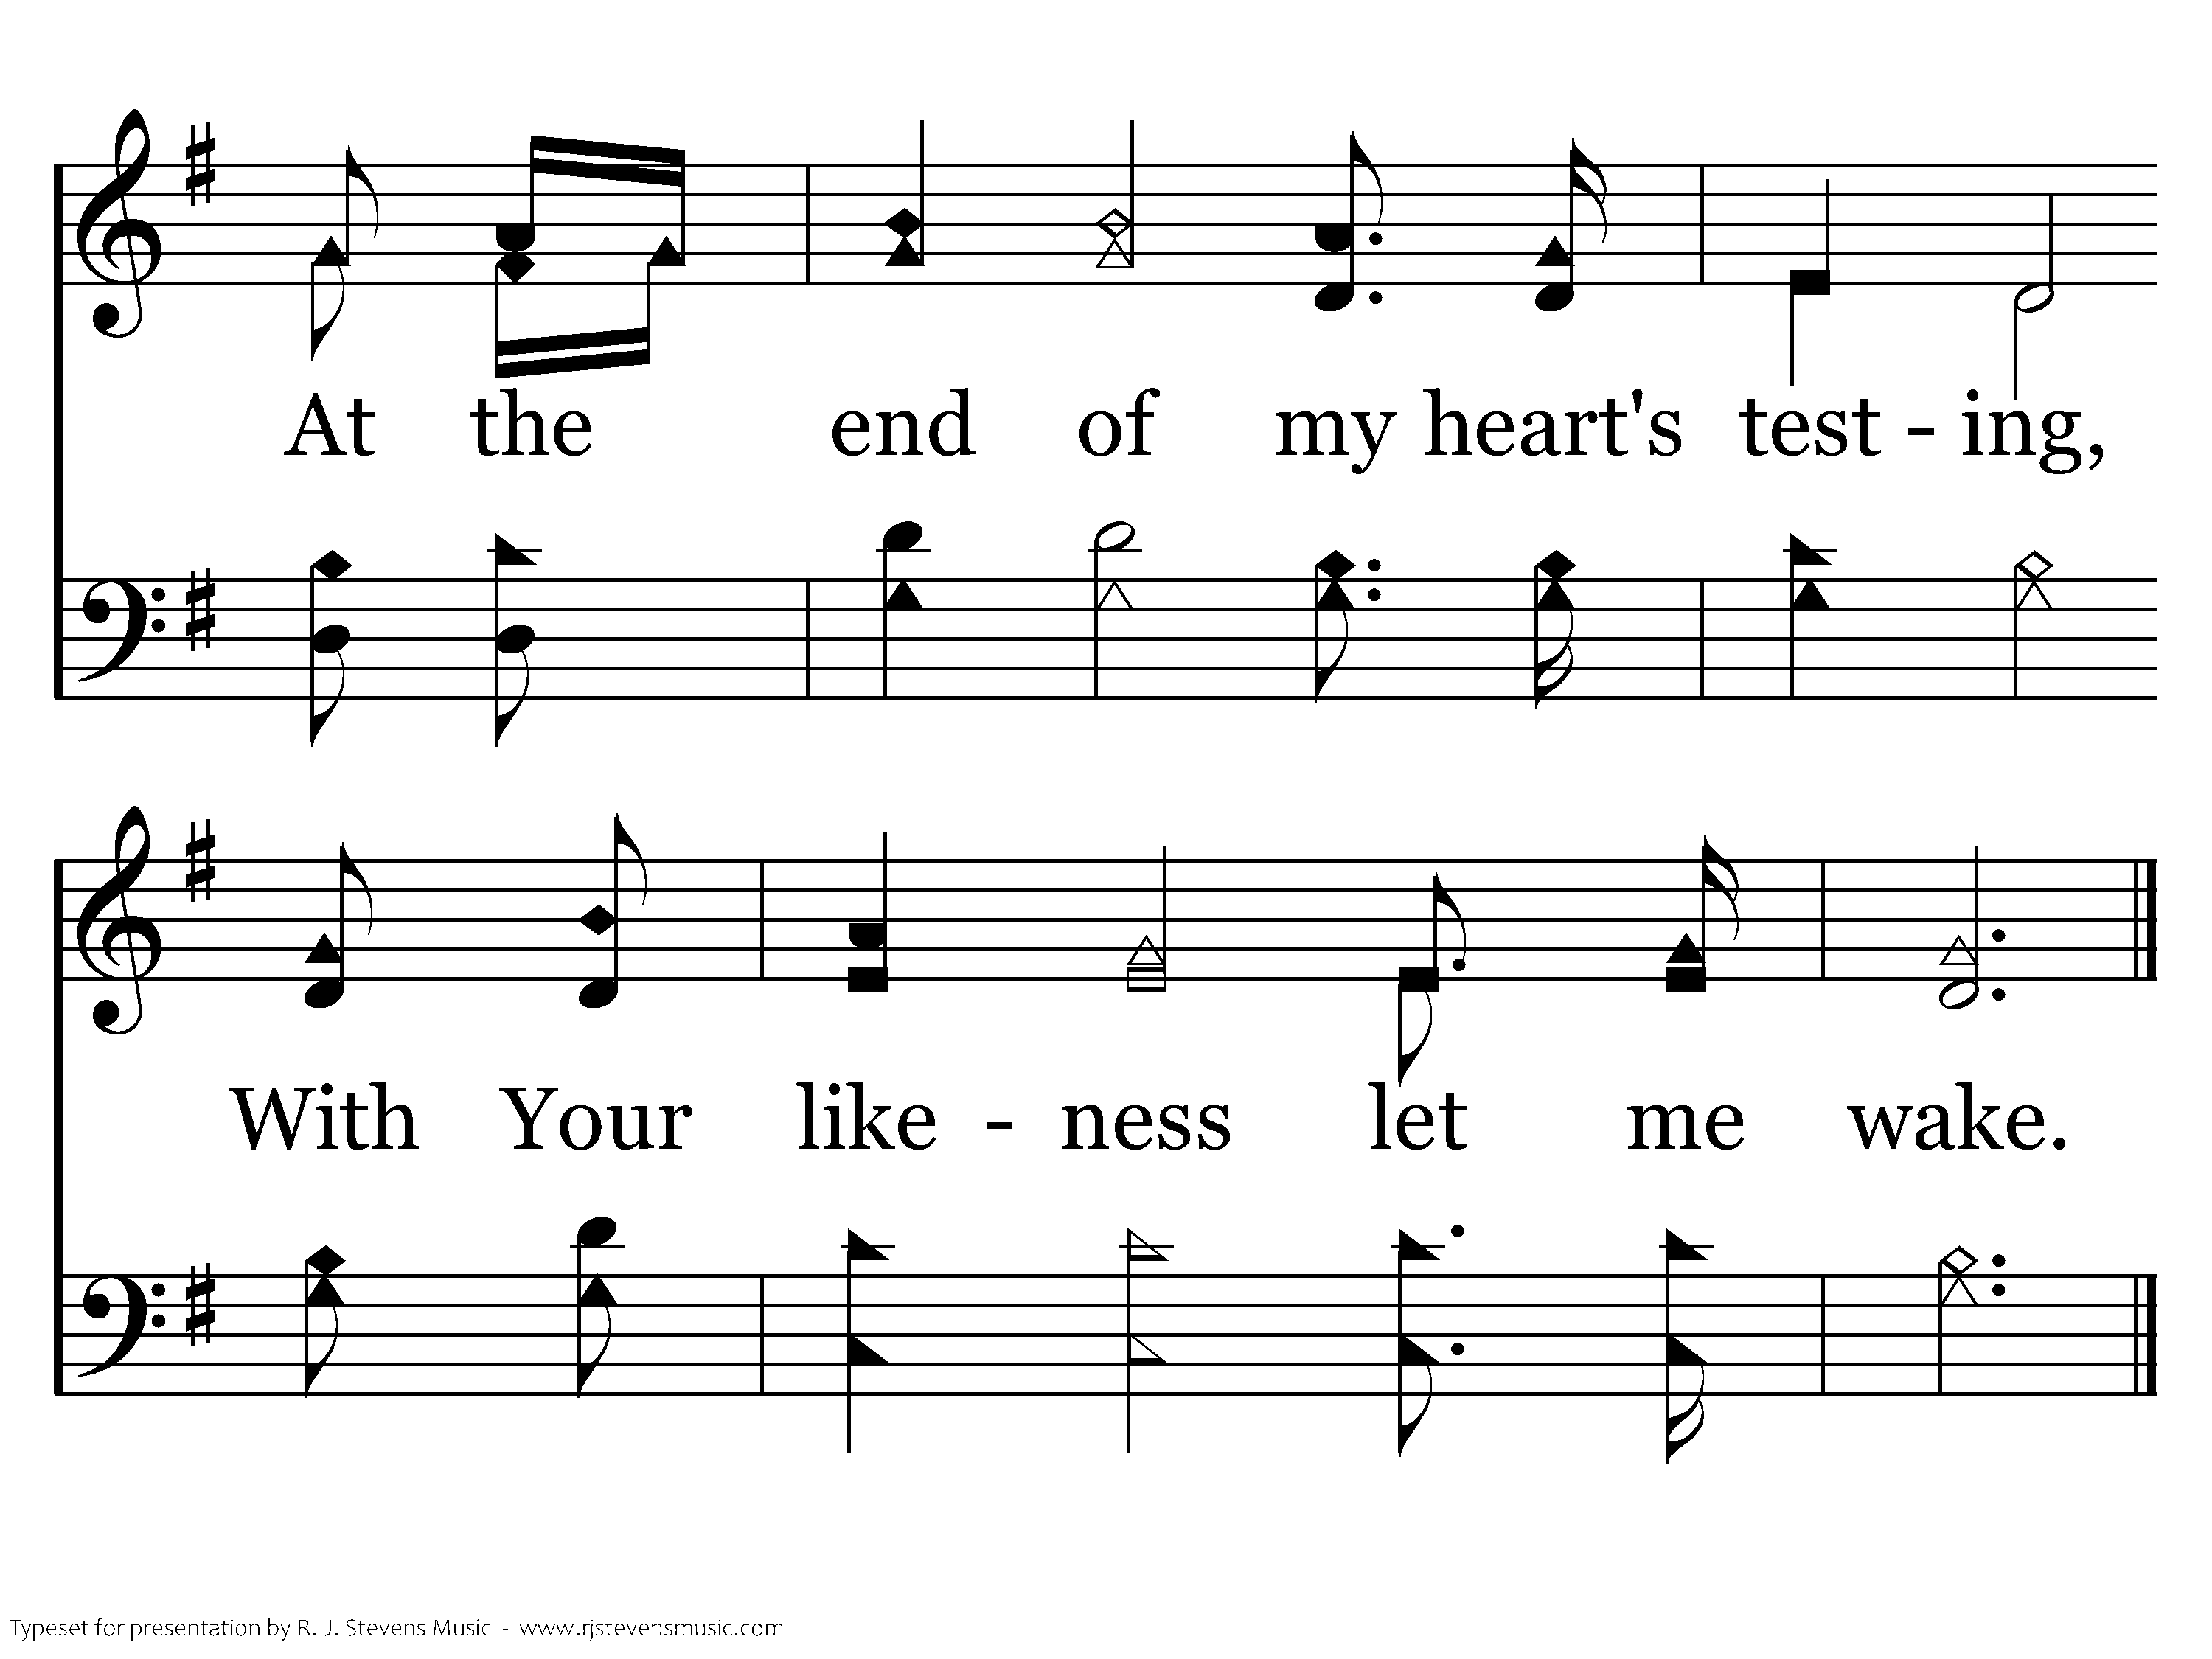 At the end of my heart's test - ing,
With Your like - ness let me wake.
Typeset for presentation by R. J. Stevens Music - www.rjstevensmusic.com